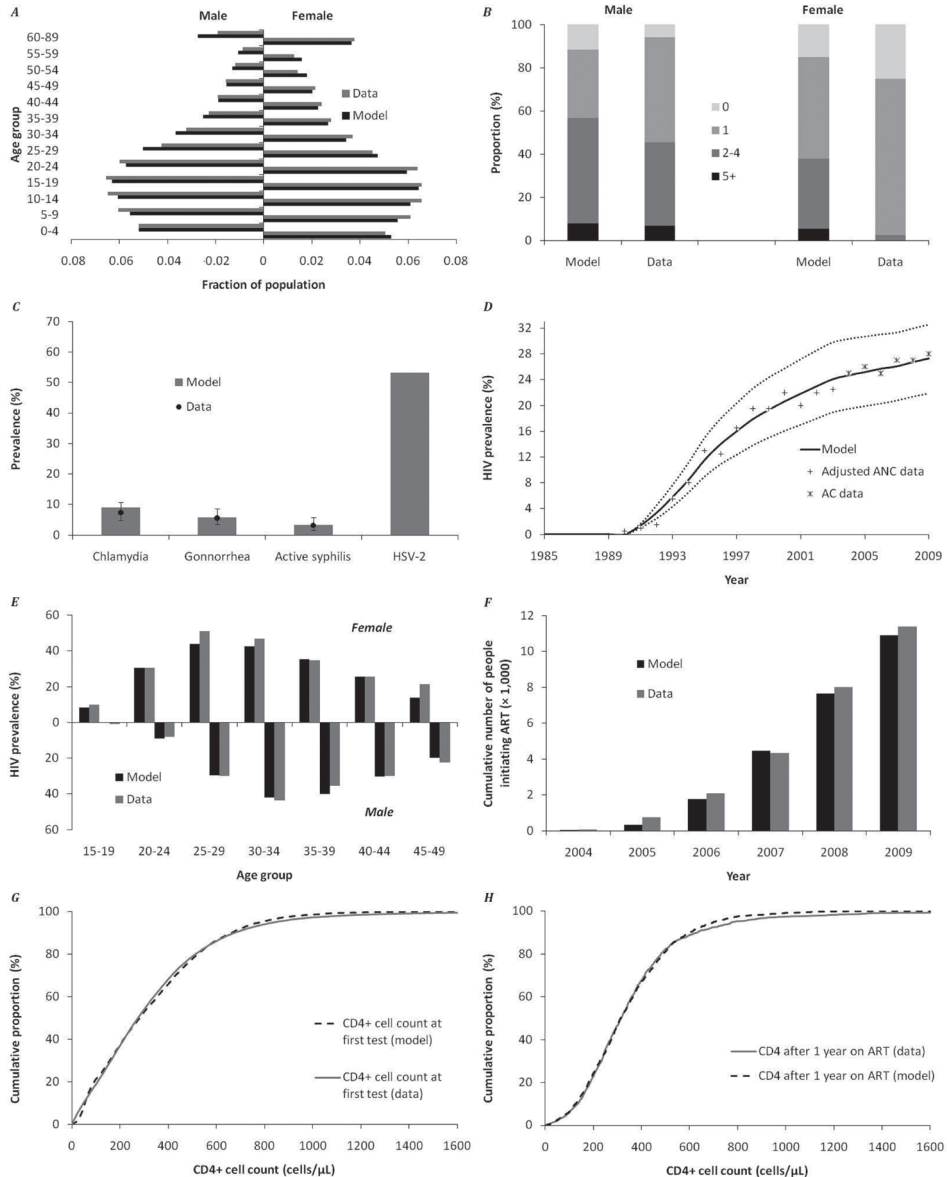 A
Male
Female
60-89
55-59
50-54
45-49
40-44
35-39
30-34
25-29
20-24
15-19
10-14
5-9
0-4
Age group
Data
Model
0.08
0.06
0.04
0.02
0
0.02
0.04
0.06
0.08
Fraction of population
B
Male
Female
100
80
60
40
20
0
Proportion (%)
0
1
2-4
5+
Model
Data
Model
Data
C
70
60
50
40
30
20
10
0
Prevalence (%)
Model
Data
Chlamydia
Gonnorrhea
Active syphilis
HSV-2
D
32
28
24
20
16
12
8
4
0
HIV prevalence (%)
Model
Adjusted ANC data
AC data
1985
1989
1993
1997
2001
2005
2009
Year
E
60
40
20
0
20
40
60
HIV prevalence (%)
Female
Model
Data
Male
15-19
20-24
25-29
30-34
35-39
40-44
45-49
Age group
F
12
10
8
6
4
2
0
Cumulative number of people
initiating ART (× 1,000)
Model
Data
2004
2005
2006
2007
2008
2009
Year
G
100
80
60
40
20
0
Cumulative proportion (%)
CD4+ cell count at
first test (model)
CD4+ cell count at
first test (data)
0
200
400
600
800
1000
1200
1400
1600
CD4+ cell count (cells/µL)
H
100
80
60
40
20
0
Cumulative proportion (%)
CD4 after 1 year on ART (data)
CD4 after 1 year on ART (model)
0
200
400
600
800
1000
1200
1400
1600
CD4+ cell count (cells/µL)